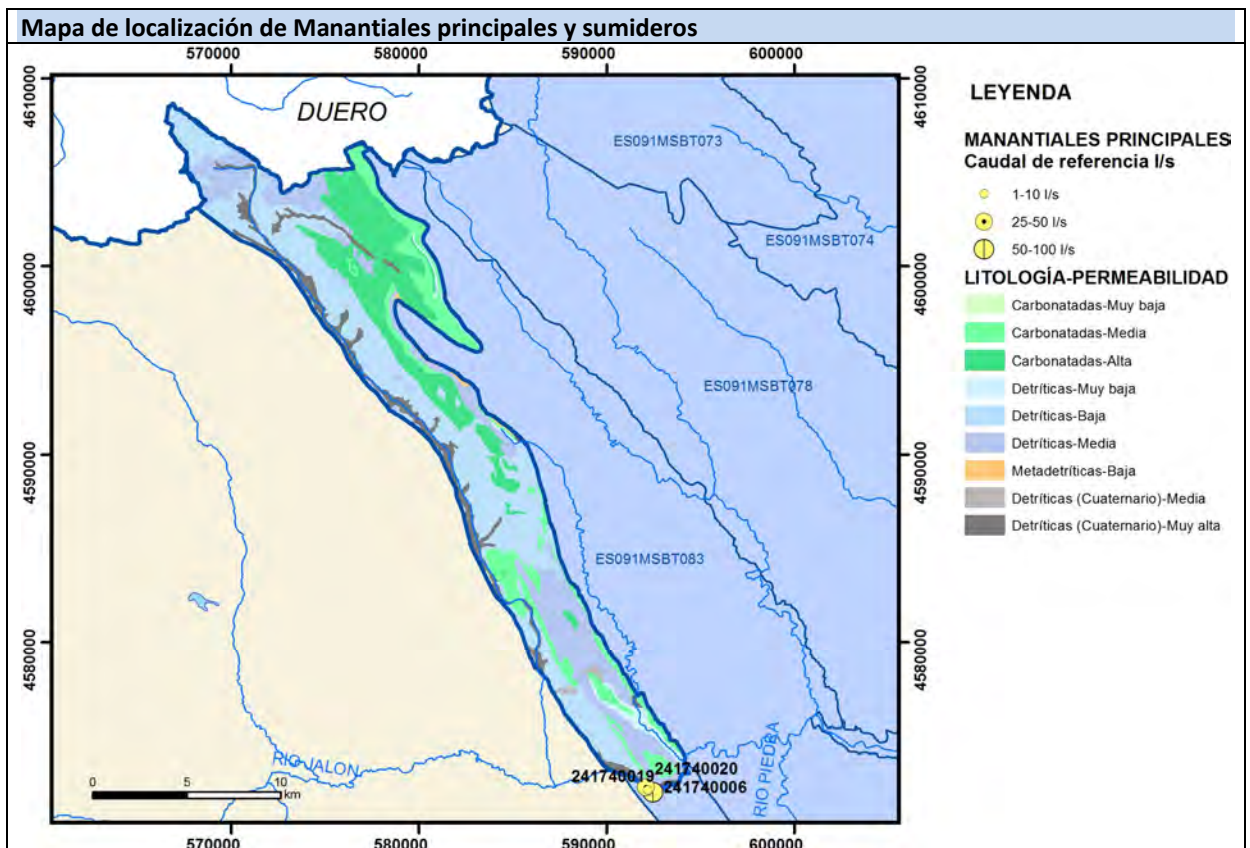 Mapa de localización de Manantiales principales y sumideros
570000 580000 590000 600000
4610000 4610000
DUERO
ES091MSBT073
ES091MSBT074
4600000 4600000
ES091MSBT078
4590000 4590000
ES091MSBT083
4580000 4580000
RIO JALON
RIO PIEDRA
241740019 241740020
241740006
0 5 10
km
570000 580000 590000 600000
LEYENDA
MANANTIALES PRINCIPALES
Caudal de referencia l/s
1-10 l/s
25-50 l/s
50-100 l/s
LITOLOGÍA-PERMEABILIDAD
Carbonatadas-Muy baja
Carbonatadas-Media
Carbonatadas-Alta
Detríticas-Muy baja
Detríticas-Baja
Detríticas-Media
Metadetríticas-Baja
Detríticas (Cuaternario)-Media
Detríticas (Cuaternario)-Muy alta